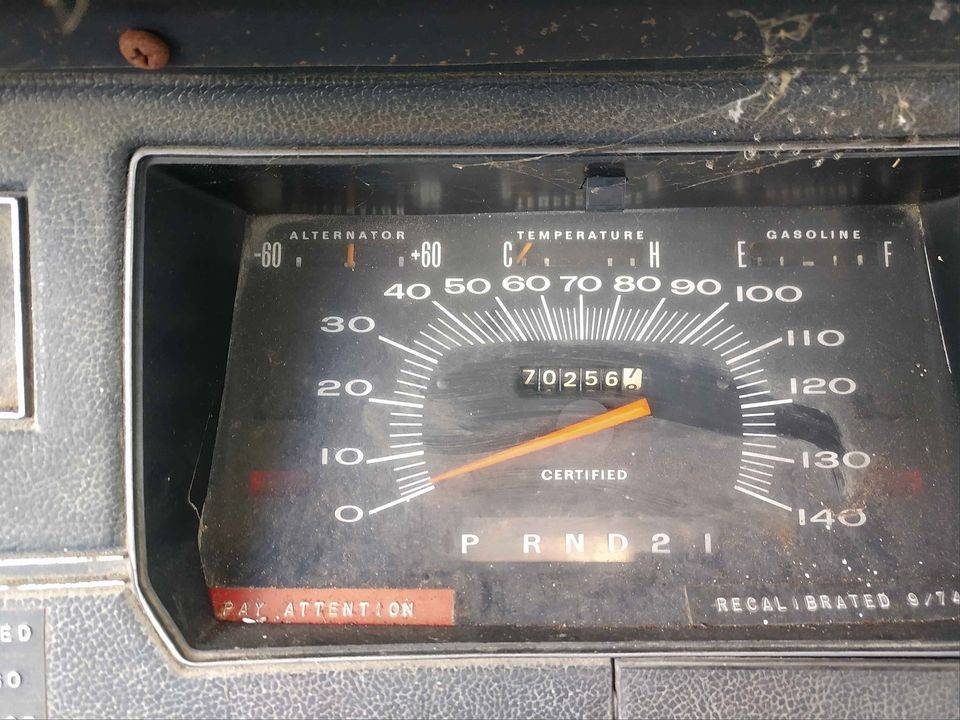 ALTERNATOR TEMPERATURE GASOLINE
-60 +60 C H E F
40 50 60 70 80 90 100
30 110
20 120
70256
10 130
CERTIFIED
0 140
P R N D 2 1
PAY ATTENTION RECALIBRATED 9/74
ED